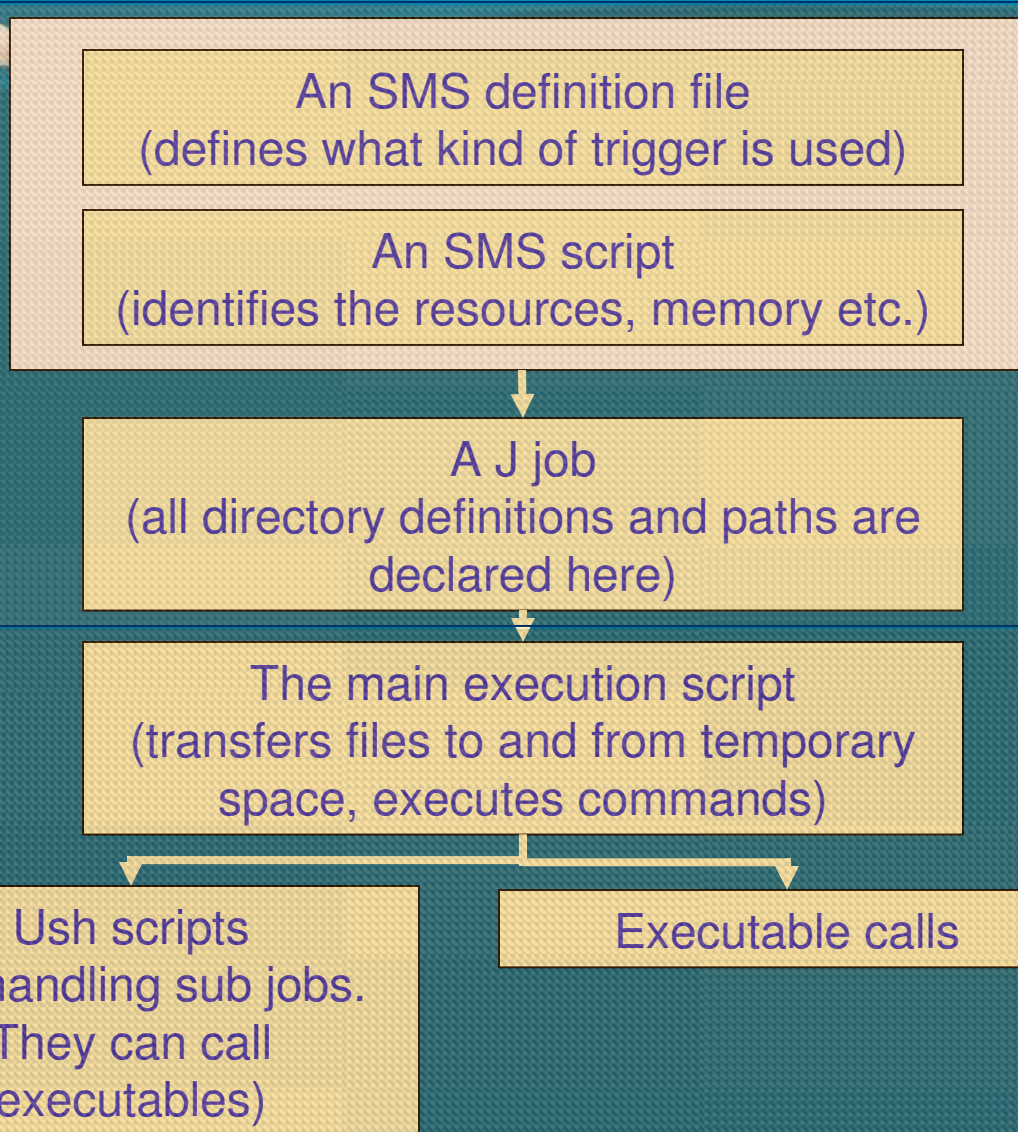 An SMS definition file
(defines what kind of trigger is used)
An SMS script
(identifies the resources, memory etc.)
A J job
(all directory definitions and paths are
declared here)
The main execution script
(transfers files to and from temporary
space, executes commands)
Ush scripts
handling sub jobs.
They can call
executables)
Executable calls